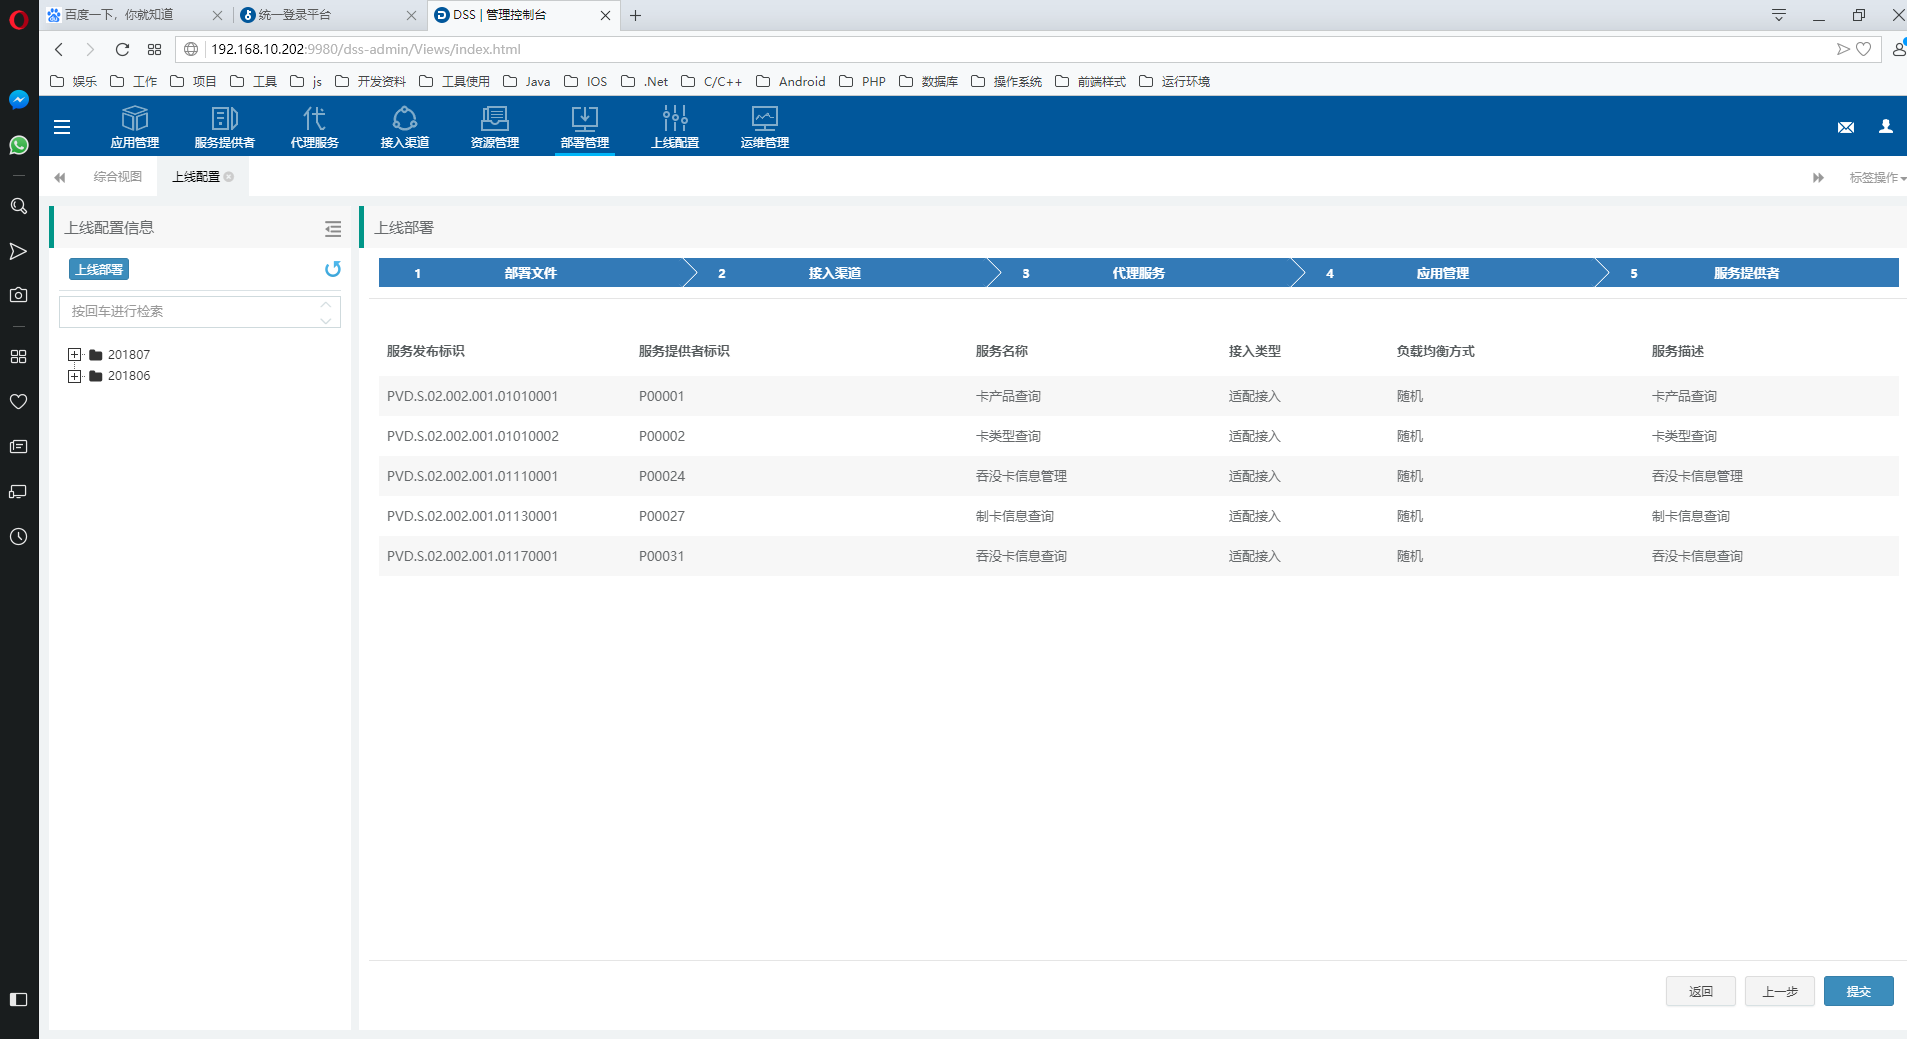 百度一下，你就知道
统一登录平台
DSS | 管理控制台
192.168.10.202:9980/dss-admin/Views/index.html
娱乐 工作 项目 工具 js 开发资料 工具使用 Java IOS .Net C/C++ Android PHP 数据库 操作系统 前端样式 运行环境
应用管理 服务提供者 代理服务 接入渠道 资源管理 部署管理 上线配置 运维管理
综合视图 上线配置 标签操作
上线配置信息
上线部署
按回车进行检索
201807
201806
上线部署
1 部署文件 2 接入渠道 3 代理服务 4 应用管理 5 服务提供者
服务发布标识 服务提供者标识 服务名称 接入类型 负载均衡方式 服务描述
PVD.S.02.002.001.01010001 P00001 卡产品查询 适配接入 随机 卡产品查询
PVD.S.02.002.001.01010002 P00002 卡类型查询 适配接入 随机 卡类型查询
PVD.S.02.002.001.01110001 P00024 吞没卡信息管理 适配接入 随机 吞没卡信息管理
PVD.S.02.002.001.01130001 P00027 制卡信息查询 适配接入 随机 制卡信息查询
PVD.S.02.002.001.01170001 P00031 吞没卡信息查询 适配接入 随机 吞没卡信息查询
返回 上一步 提交